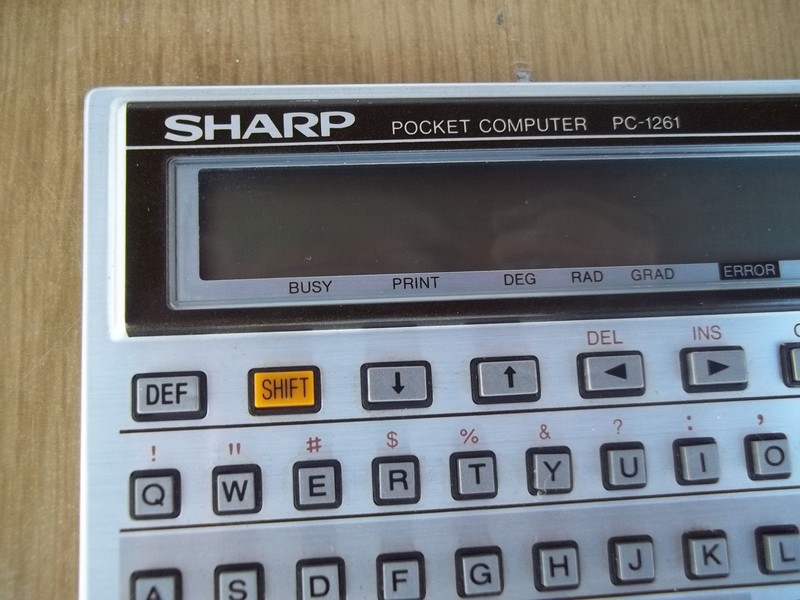 SHARP POCKET COMPUTER PC-1261
BUSY PRINT DEG RAD GRAD ERROR
DEL INS
DEF SHIFT ↓ ↑ ◀ ▶
! " # $ % & ? : ,
Q W E R T Y U I O
A S D F G H J K L